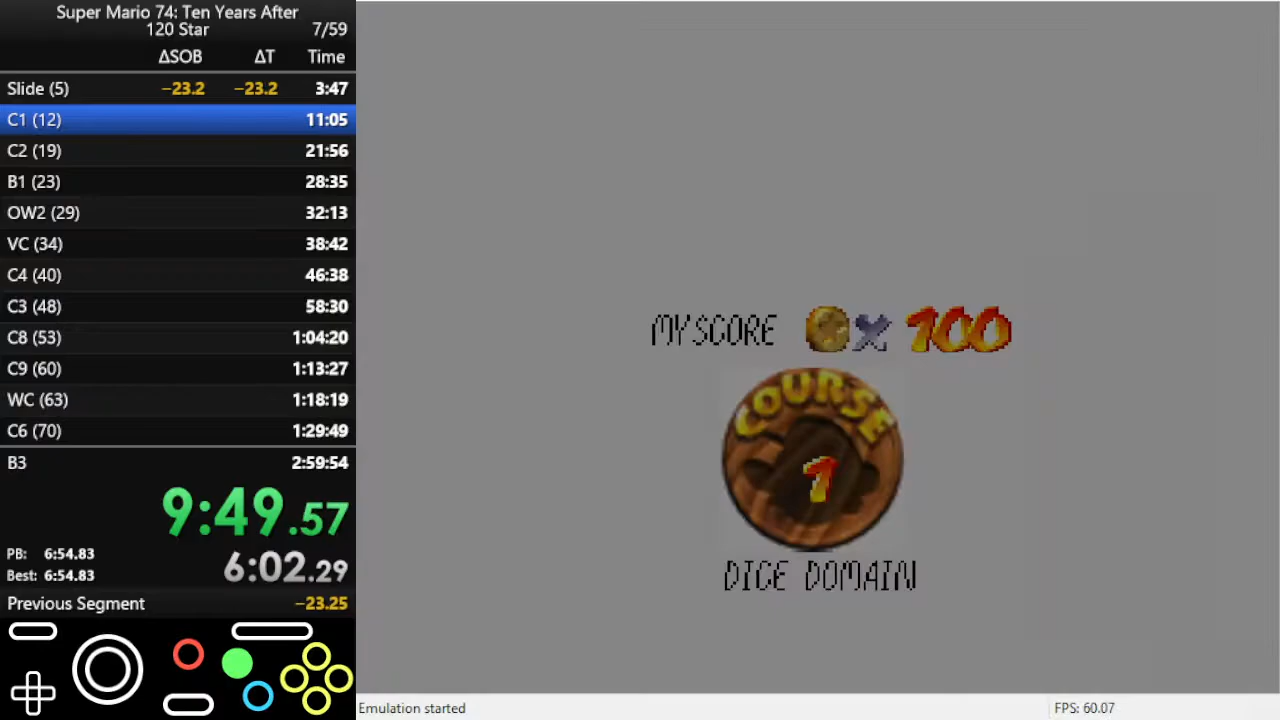 Super Mario 74: Ten Years After
120 Star 7/59
ΔSOB ΔT Time
Slide (5) −23.2 −23.2 3:47
C1 (12) 11:05
C2 (19) 21:56
B1 (23) 28:35
OW2 (29) 32:13
VC (34) 38:42
C4 (40) 46:38
C3 (48) 58:30
C8 (53) 1:04:20
C9 (60) 1:13:27
WC (63) 1:18:19
C6 (70) 1:29:49
B3 2:59:54
9:49.57
PB: 6:54.83
Best: 6:54.83
6:02.29
Previous Segment −23.25
MY SCORE × 100
COURSE
1
DICE DOMAIN
Emulation started FPS: 60.07